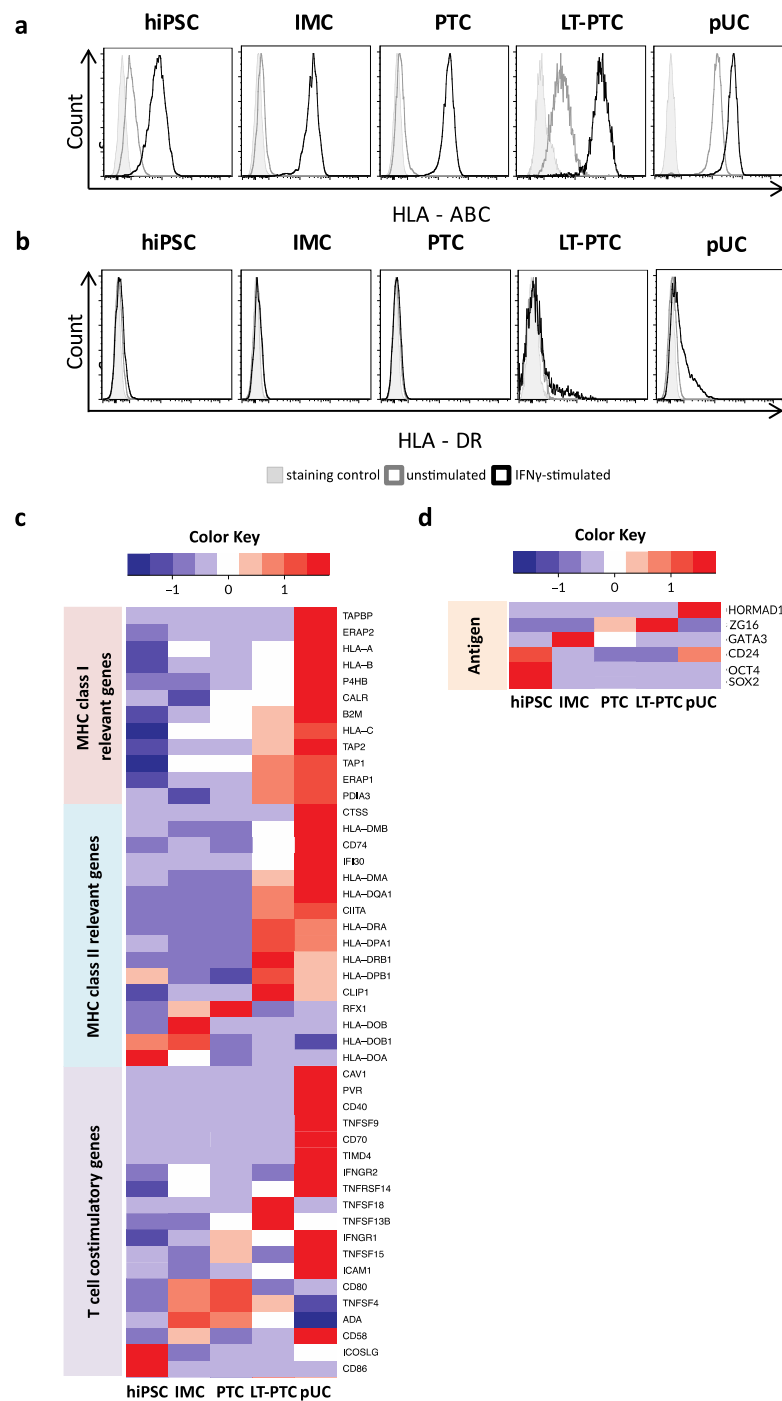 a
hiPSC IMC PTC LT-PTC pUC
Count
HLA - ABC
b
hiPSC IMC PTC LT-PTC pUC
Count
HLA - DR
staining control unstimulated IFNγ-stimulated
c
Color Key
−1 0 1
MHC class I relevant genes
TAPBP
ERAP2
HLA−A
HLA−B
P4HB
CALR
B2M
HLA−C
TAP2
TAP1
ERAP1
PDIA3
MHC class II relevant genes
CTSS
HLA−DMB
CD74
IFI30
HLA−DMA
HLA−DQA1
CIITA
HLA−DRA
HLA−DPA1
HLA−DRB1
HLA−DPB1
CLIP1
RFX1
HLA−DOB
HLA−DOB1
HLA−DOA
T cell costimulatory genes
CAV1
PVR
CD40
TNFSF9
CD70
TIMD4
IFNGR2
TNFRSF14
TNFSF18
TNFSF13B
IFNGR1
TNFSF15
ICAM1
CD80
TNFSF4
ADA
CD58
ICOSLG
CD86
hiPSC IMC PTC LT-PTC pUC
d
Color Key
−1 0 1
Antigen
HORMAD1
ZG16
GATA3
CD24
OCT4
SOX2
hiPSC IMC PTC LT-PTC pUC